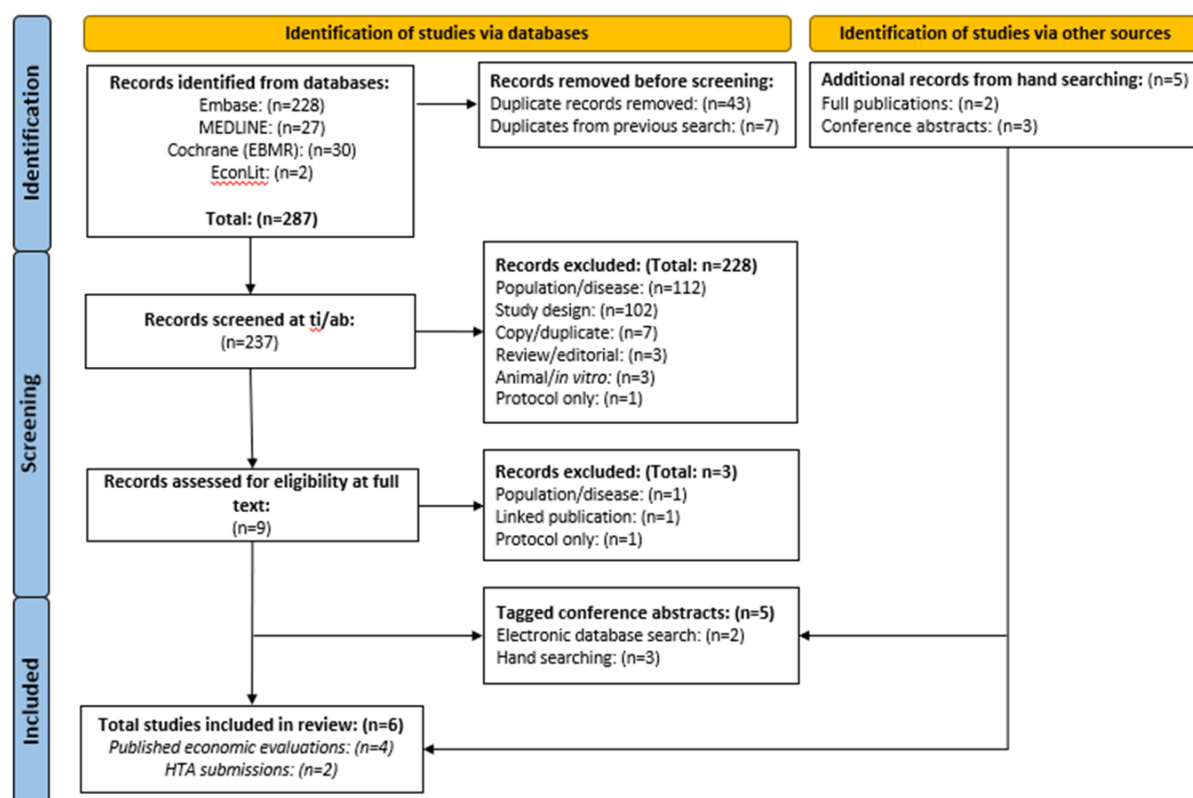 Identification
Identification of studies via databases
Identification of studies via other sources
Records identified from databases:
Embase: (n=228)
MEDLINE: (n=27)
Cochrane (EBMR): (n=30)
EconLit: (n=2)
Total: (n=287)
Records removed before screening:
Duplicate records removed: (n=43)
Duplicates from previous search: (n=7)
Additional records from hand searching: (n=5)
Full publications: (n=2)
Conference abstracts: (n=3)
Screening
Records screened at ti/ab:
(n=237)
Records excluded: (Total: n=228)
Population/disease: (n=112)
Study design: (n=102)
Copy/duplicate: (n=7)
Review/editorial: (n=3)
Animal/in vitro: (n=3)
Protocol only: (n=1)
Records assessed for eligibility at full
text:
(n=9)
Records excluded: (Total: n=3)
Population/disease: (n=1)
Linked publication: (n=1)
Protocol only: (n=1)
Included
Tagged conference abstracts: (n=5)
Electronic database search: (n=2)
Hand searching: (n=3)
Total studies included in review: (n=6)
Published economic evaluations: (n=4)
HTA submissions: (n=2)